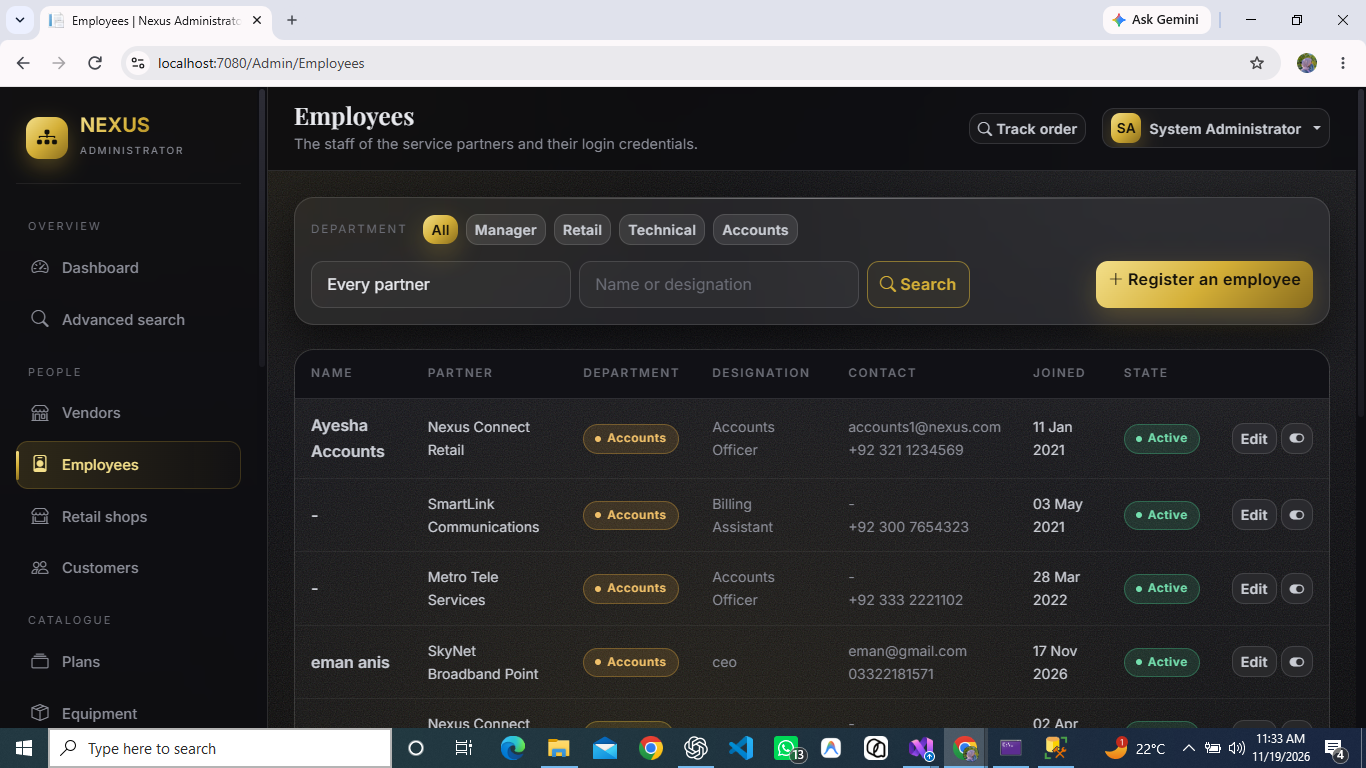 Employees | Nexus Administrato
Ask Gemini
localhost:7080/Admin/Employees
NEXUS
ADMINISTRATOR
OVERVIEW
Dashboard
Advanced search
PEOPLE
Vendors
Employees
Retail shops
Customers
CATALOGUE
Plans
Equipment
Employees
The staff of the service partners and their login credentials.
Track order
SA System Administrator
DEPARTMENT All Manager Retail Technical Accounts
Every partner Name or designation Search + Register an employee
NAME PARTNER DEPARTMENT DESIGNATION CONTACT JOINED STATE
Ayesha Accounts Nexus Connect Retail Accounts Accounts Officer accounts1@nexus.com +92 321 1234569 11 Jan 2021 Active Edit
- SmartLink Communications Accounts Billing Assistant - +92 300 7654323 03 May 2021 Active Edit
- Metro Tele Services Accounts Accounts Officer - +92 333 2221102 28 Mar 2022 Active Edit
eman anis SkyNet Broadband Point Accounts ceo eman@gmail.com 03322181571 17 Nov 2026 Active Edit
Nexus Connect - 02 Apr
Type here to search
13
1
22°C
11:33 AM
11/19/2026
4